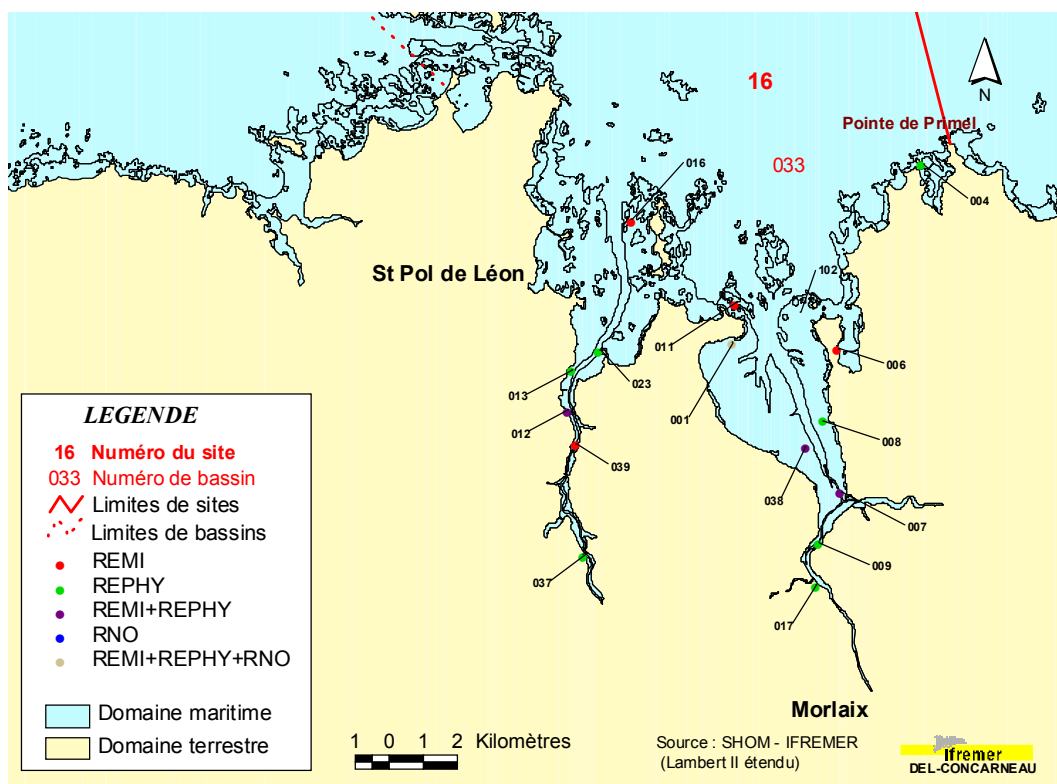 16
Pointe de Primel
N
033
016
004
St Pol de Léon
102
011
006
023
013
001
012
008
039
038
007
009
037
017
LEGENDE
16 Numéro du site
033 Numéro de bassin
Limites de sites
Limites de bassins
REMI
REPHY
REMI+REPHY
RNO
REMI+REPHY+RNO
Domaine maritime
Domaine terrestre
Morlaix
1 0 1 2 Kilomètres
Source : SHOM - IFREMER
(Lambert II étendu)
Ifremer
DEL-CONCARNEAU